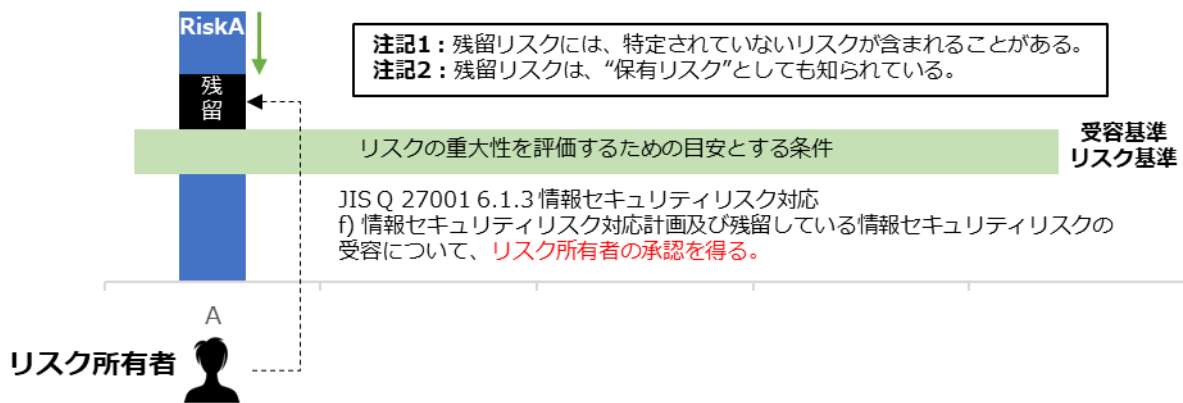 RiskA
残
留
注記1：残留リスクには、特定されていないリスクが含まれることがある。
注記2：残留リスクは、“保有リスク”としても知られている。
リスクの重大性を評価するための目安とする条件
受容基準
リスク基準
JIS Q 27001 6.1.3 情報セキュリティリスク対応
f) 情報セキュリティリスク対応計画及び残留している情報セキュリティリスクの
受容について、リスク所有者の承認を得る。
A
リスク所有者